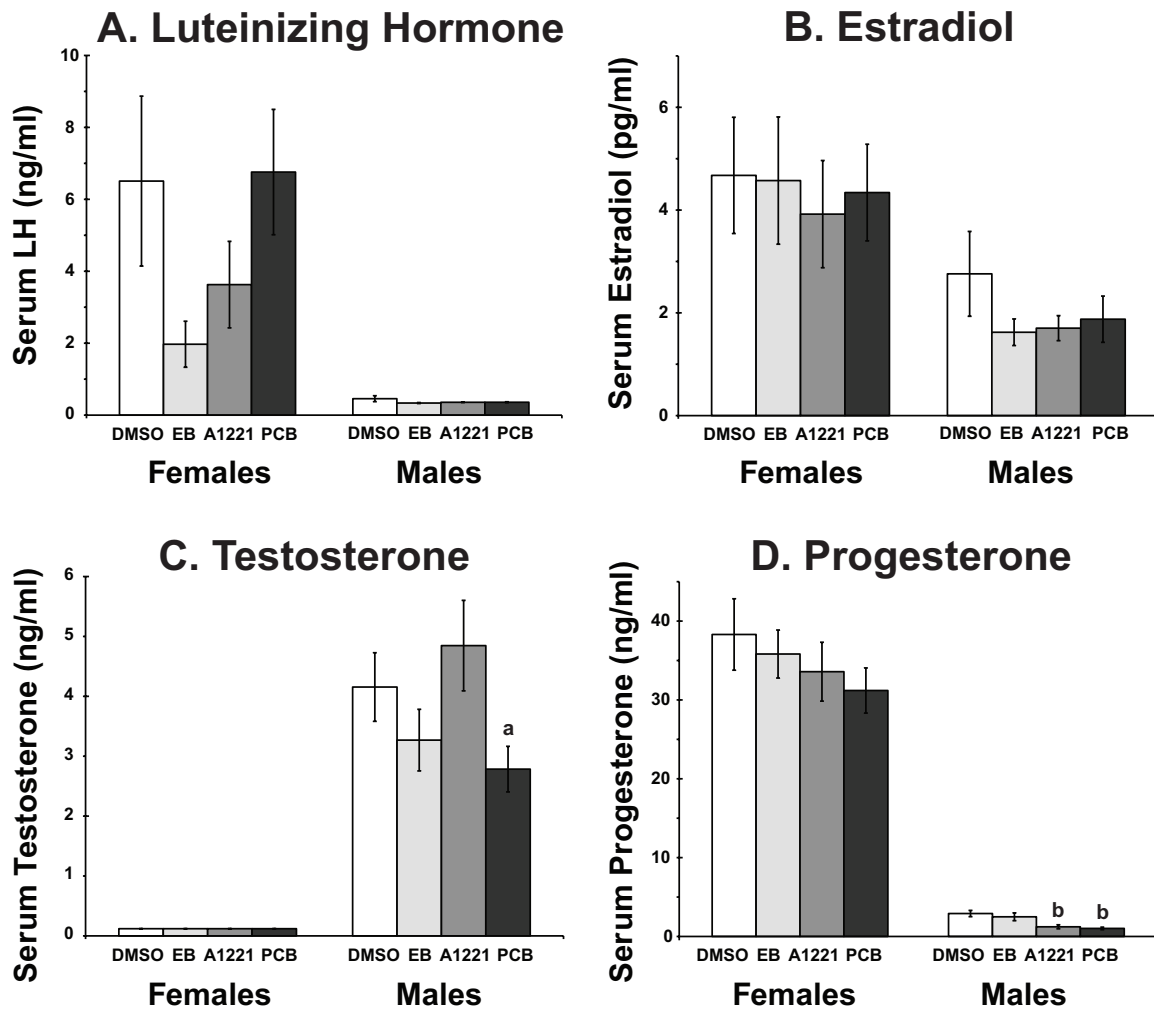 A. Luteinizing Hormone
Serum LH (ng/ml)
10
8
6
4
2
0
DMSO EB A1221 PCB DMSO EB A1221 PCB
Females Males
B. Estradiol
Serum Estradiol (pg/ml)
6
4
2
0
DMSO EB A1221 PCB DMSO EB A1221 PCB
Females Males
C. Testosterone
Serum Testosterone (ng/ml)
6
5
4
3
2
1
0
a
DMSO EB A1221 PCB DMSO EB A1221 PCB
Females Males
D. Progesterone
Serum Progesterone (ng/ml)
40
30
20
10
0
b b
DMSO EB A1221 PCB DMSO EB A1221 PCB
Females Males